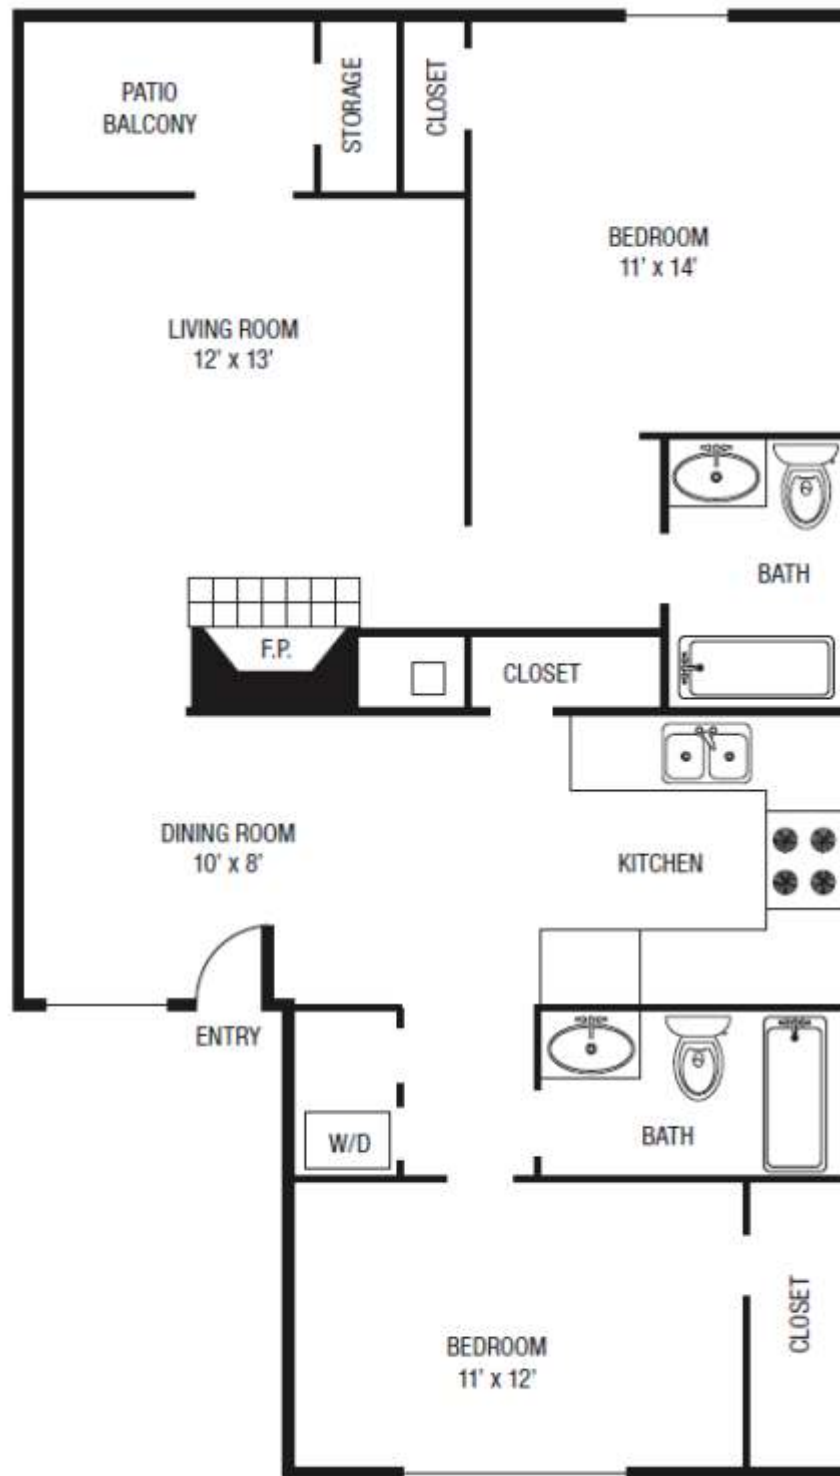 PATIO
BALCONY
STORAGE
CLOSET
BEDROOM
11' x 14'
LIVING ROOM
12' x 13'
BATH
F.P.
CLOSET
DINING ROOM
10' x 8'
KITCHEN
ENTRY
W/D
BATH
BEDROOM
11' x 12'
CLOSET